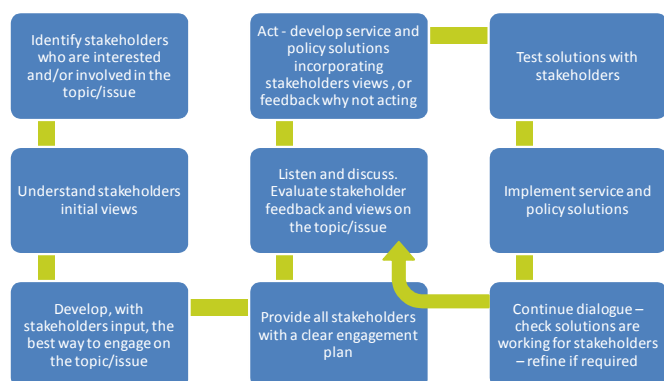 Identify stakeholders
who are interested
and/or involved in the
topic/issue
Understand stakeholders
initial views
Develop, with
stakeholders input, the
best way to engage on
the topic/issue
Provide all stakeholders
with a clear engagement
plan
Listen and discuss.
Evaluate stakeholder
feedback and views on
the topic/issue
Act - develop service and
policy solutions
incorporating
stakeholders views , or
feedback why not acting
Test solutions with
stakeholders
Implement service and
policy solutions
Continue dialogue –
check solutions are
working for stakeholders
– refine if required